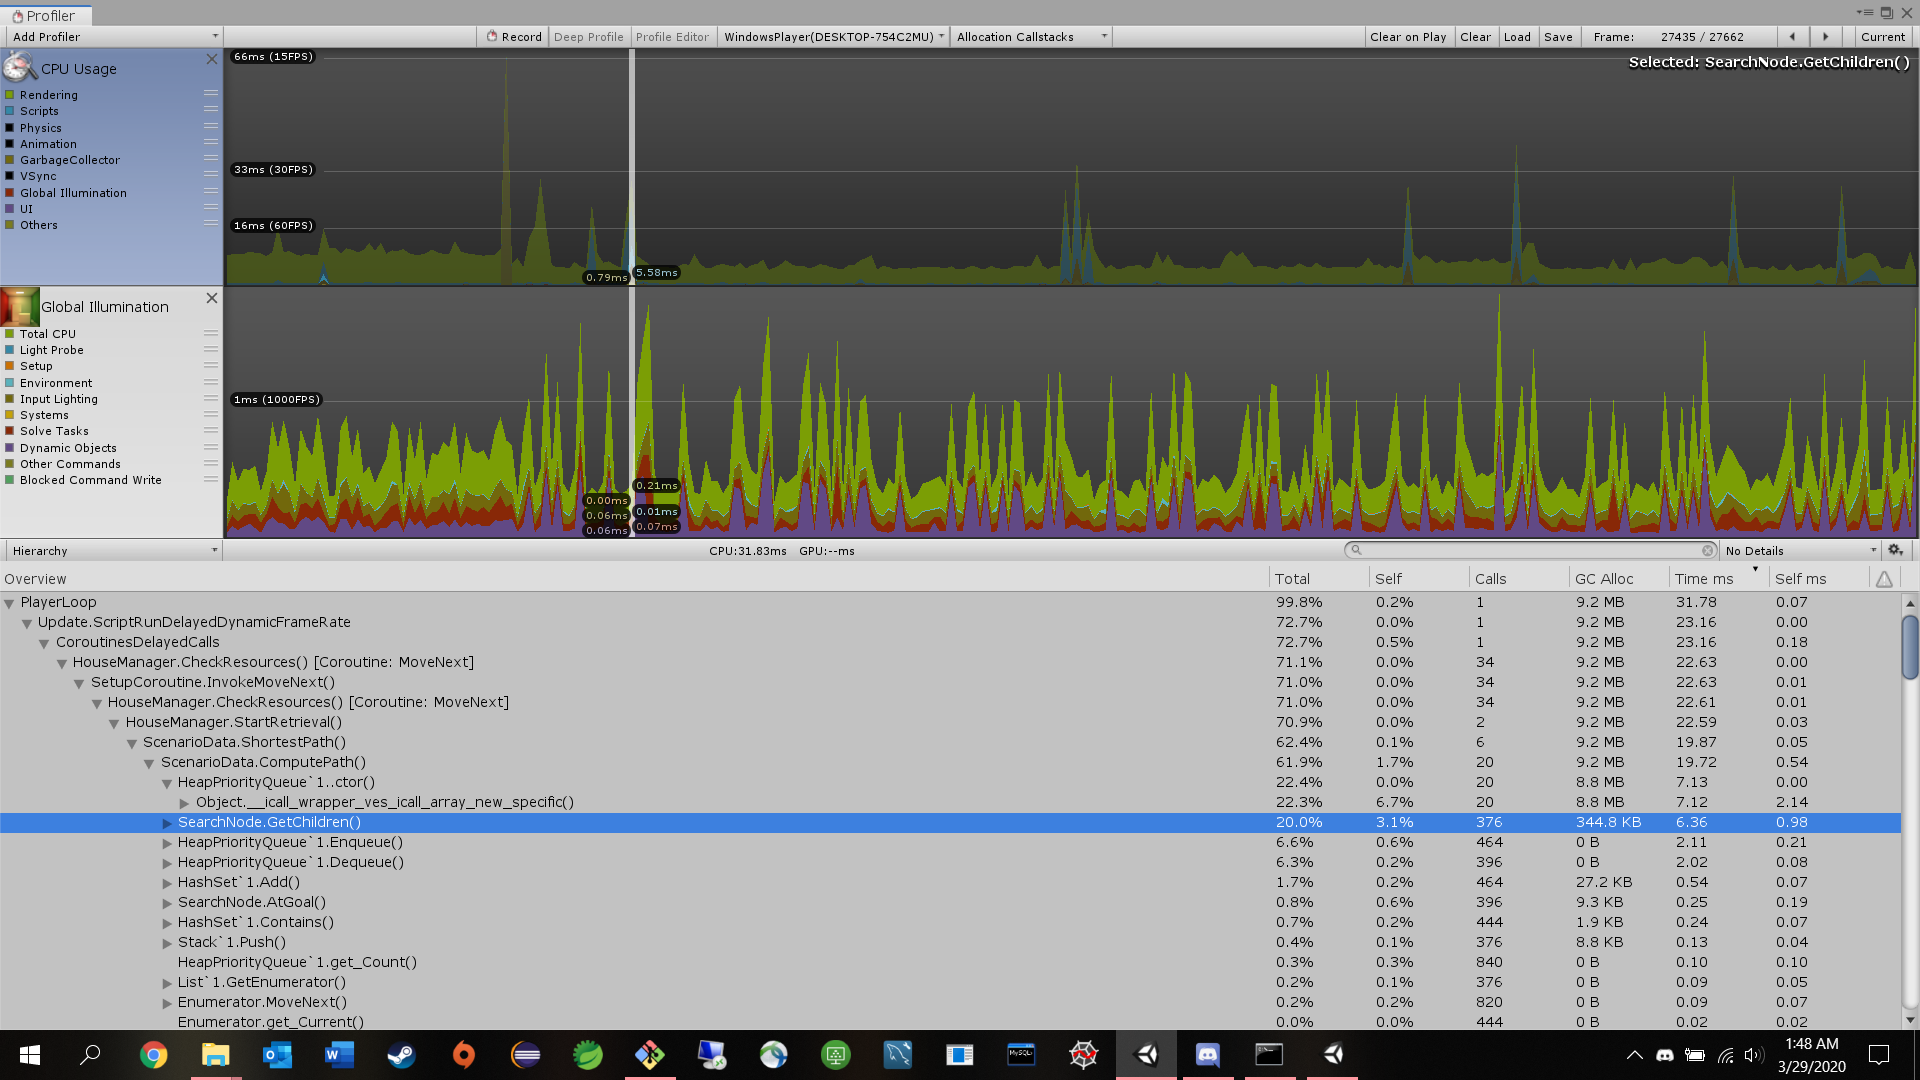 Profiler
Add Profiler Record Deep Profile Profile Editor WindowsPlayer(DESKTOP-754C2MU) Allocation Callstacks Clear on Play Clear Load Save Frame: 27435 / 27662 Current
CPU Usage
Rendering
Scripts
Physics
Animation
GarbageCollector
VSync
Global Illumination
UI
Others
66ms (15FPS)
Selected: SearchNode.GetChildren()
33ms (30FPS)
16ms (60FPS)
0.79ms 5.58ms
Global Illumination
Total CPU
Light Probe
Setup
Environment
Input Lighting
Systems
Solve Tasks
Dynamic Objects
Other Commands
Blocked Command Write
1ms (1000FPS)
0.21ms
0.00ms
0.01ms
0.06ms
0.07ms
0.06ms
Hierarchy CPU:31.83ms GPU:--ms No Details
Overview Total Self Calls GC Alloc Time ms Self ms
PlayerLoop 99.8% 0.2% 1 9.2 MB 31.78 0.07
Update.ScriptRunDelayedDynamicFrameRate 72.7% 0.0% 1 9.2 MB 23.16 0.00
CoroutinesDelayedCalls 72.7% 0.5% 1 9.2 MB 23.16 0.18
HouseManager.CheckResources() [Coroutine: MoveNext] 71.1% 0.0% 34 9.2 MB 22.63 0.00
SetupCoroutine.InvokeMoveNext() 71.0% 0.0% 34 9.2 MB 22.63 0.01
HouseManager.CheckResources() [Coroutine: MoveNext] 71.0% 0.0% 34 9.2 MB 22.61 0.01
HouseManager.StartRetrieval() 70.9% 0.0% 2 9.2 MB 22.59 0.03
ScenarioData.ShortestPath() 62.4% 0.1% 6 9.2 MB 19.87 0.05
ScenarioData.ComputePath() 61.9% 1.7% 20 9.2 MB 19.72 0.54
HeapPriorityQueue`1..ctor() 22.4% 0.0% 20 8.8 MB 7.13 0.00
Object.__icall_wrapper_ves_icall_array_new_specific() 22.3% 6.7% 20 8.8 MB 7.12 2.14
SearchNode.GetChildren() 20.0% 3.1% 376 344.8 KB 6.36 0.98
HeapPriorityQueue`1.Enqueue() 6.6% 0.6% 464 0 B 2.11 0.21
HeapPriorityQueue`1.Dequeue() 6.3% 0.2% 396 0 B 2.02 0.08
HashSet`1.Add() 1.7% 0.2% 464 27.2 KB 0.54 0.07
SearchNode.AtGoal() 0.8% 0.6% 396 9.3 KB 0.25 0.19
HashSet`1.Contains() 0.7% 0.2% 444 1.9 KB 0.24 0.07
Stack`1.Push() 0.4% 0.1% 376 8.8 KB 0.13 0.04
HeapPriorityQueue`1.get_Count() 0.3% 0.3% 840 0 B 0.10 0.10
List`1.GetEnumerator() 0.2% 0.1% 376 0 B 0.09 0.05
Enumerator.MoveNext() 0.2% 0.2% 820 0 B 0.09 0.07
Enumerator.get_Current() 0.0% 0.0% 444 0 B 0.02 0.02
MySQL
1:48 AM
3/29/2020